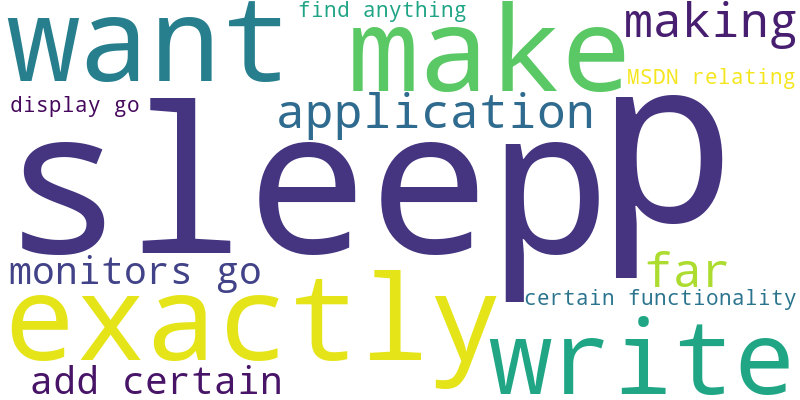 want
find anything
make
making
MSDN relating
display go
application
sleep
p
monitors go
far
exactly
certain functionality
write
add certain